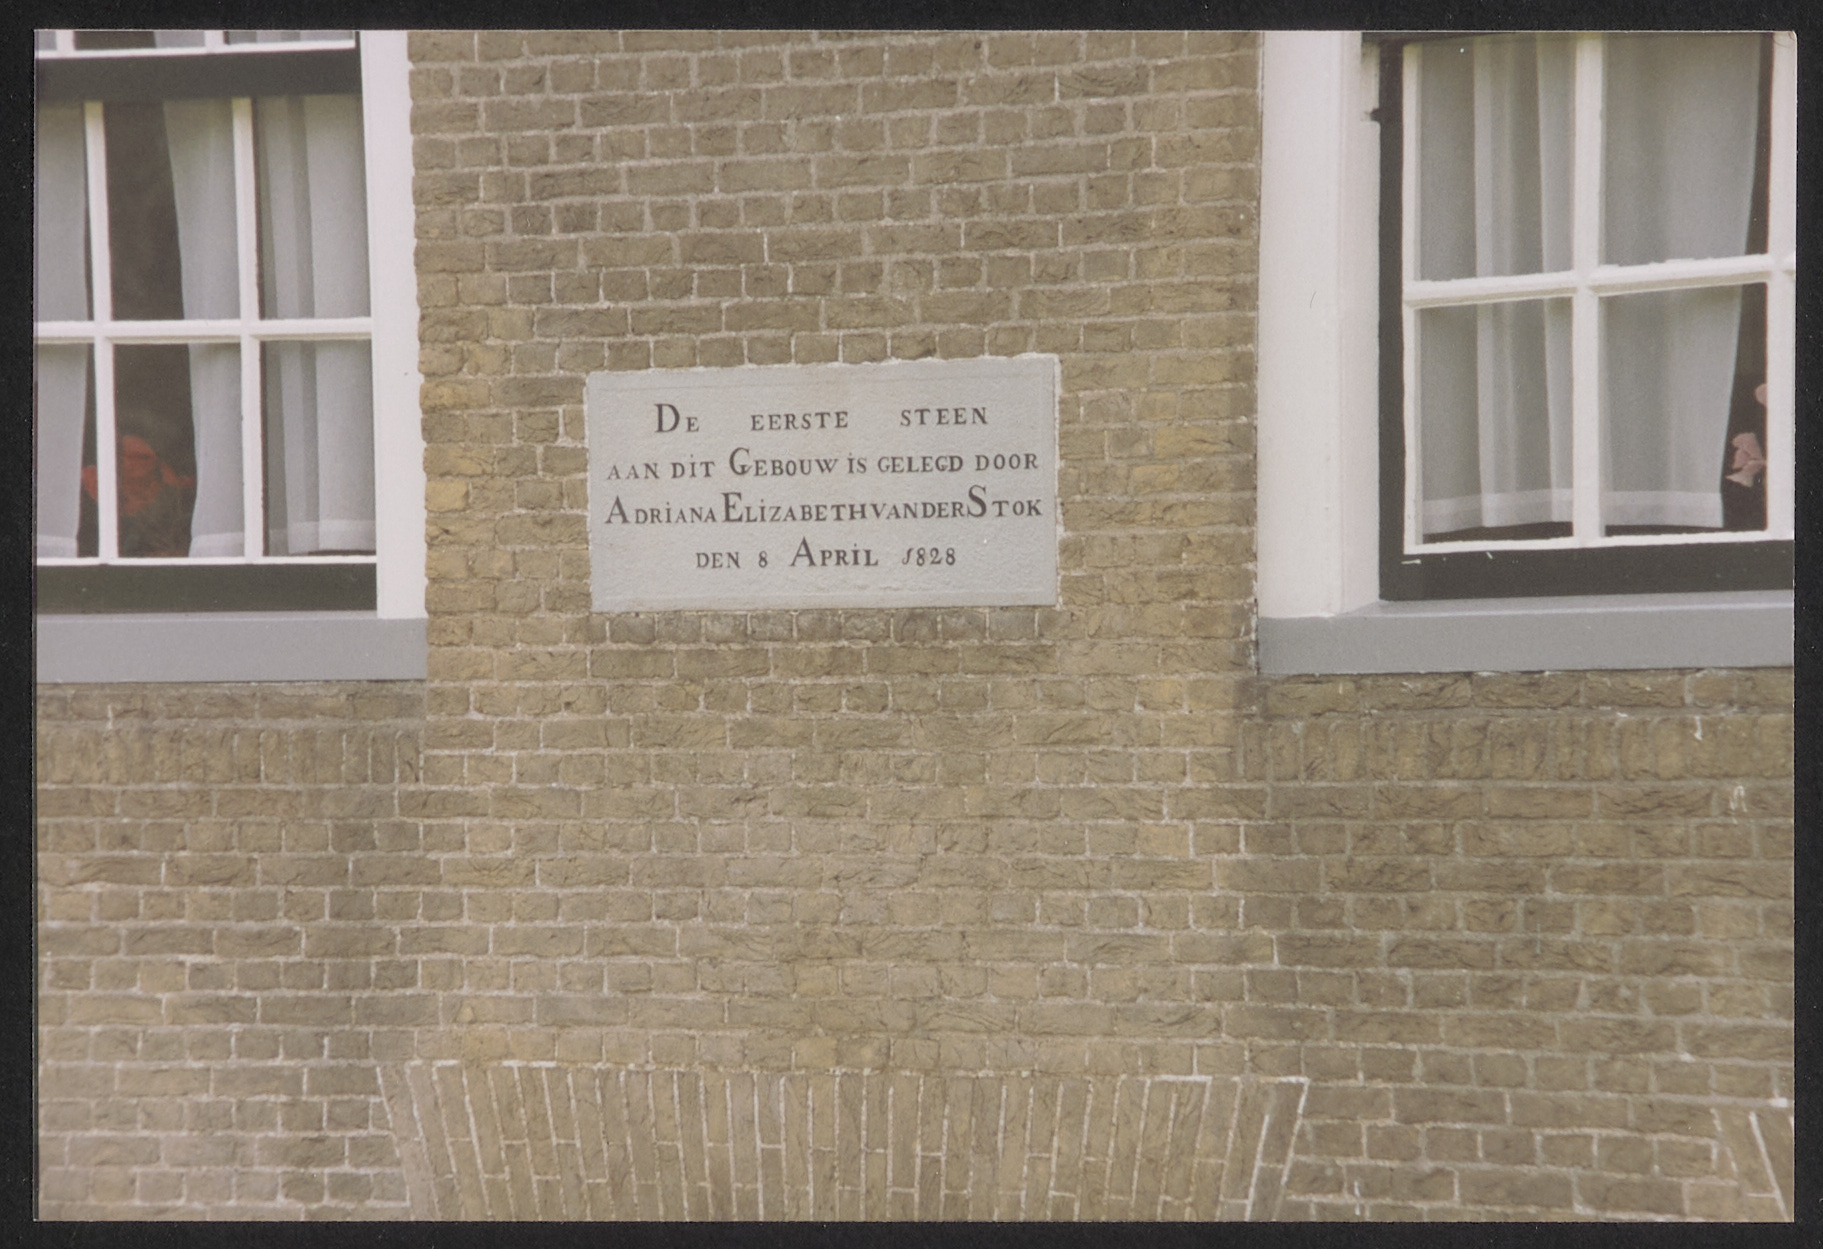 De eerste steen
aan dit Gebouw is gelegd door
Adriana Elizabeth van der Stok
den 8 April 1828